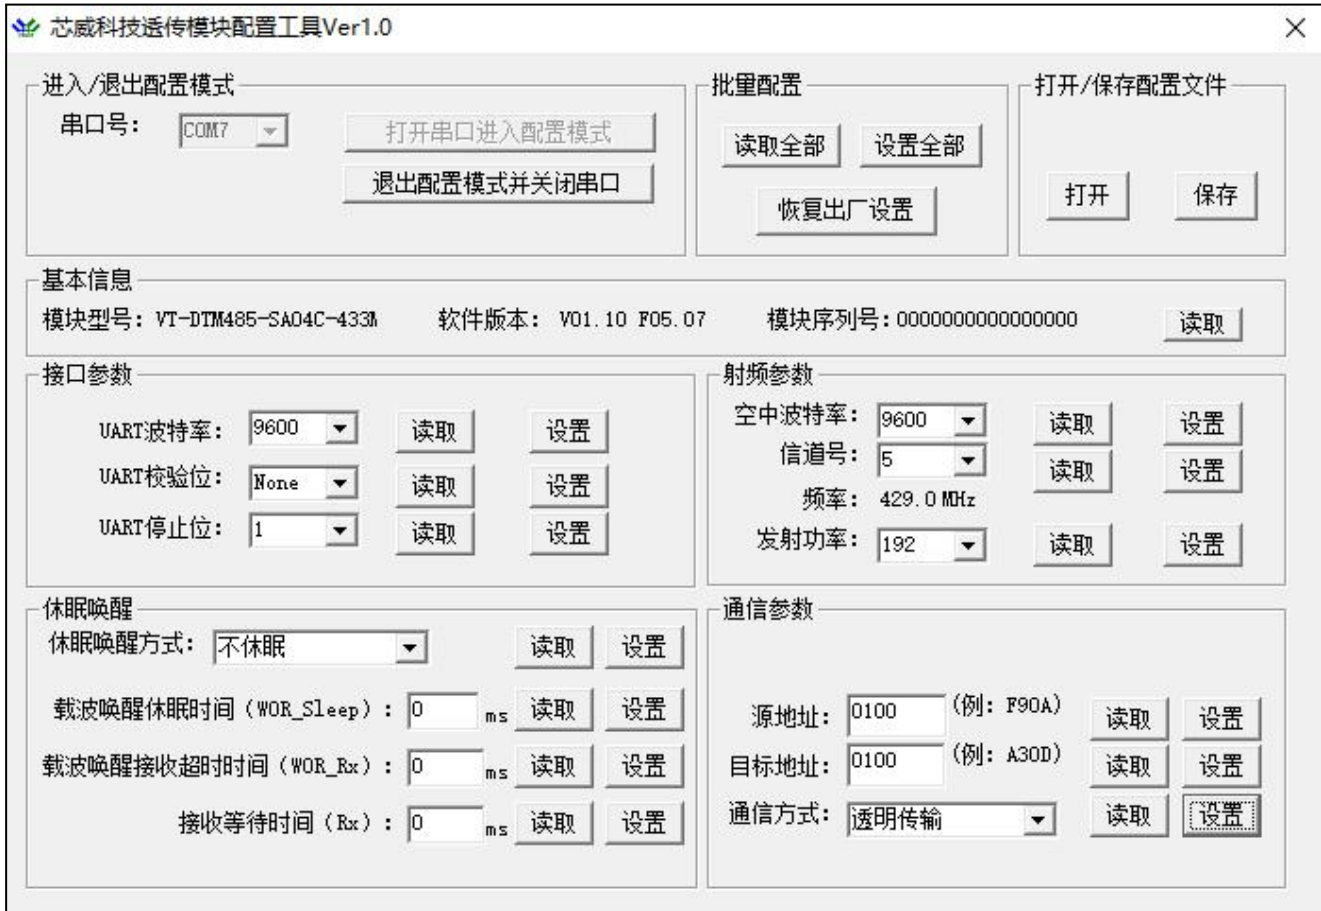 芯威科技透传模块配置工具Ver1.0
进入/退出配置模式
串口号： COM7 打开串口进入配置模式
退出配置模式并关闭串口
批量配置
读取全部 设置全部
恢复出厂设置
打开/保存配置文件
打开 保存
基本信息
模块型号：VT-DTM485-SA04C-433M 软件版本： V01.10 F05.07 模块序列号：0000000000000000 读取
接口参数
UART波特率： 9600 读取 设置
UART校验位： None 读取 设置
UART停止位： 1 读取 设置
射频参数
空中波特率： 9600 读取 设置
信道号： 5 读取 设置
频率： 429.0 MHz
发射功率： 192 读取 设置
休眠唤醒
休眠唤醒方式： 不休眠 读取 设置
载波唤醒休眠时间（WOR_Sleep）： 0 ms 读取 设置
载波唤醒接收超时时间（WOR_Rx）： 0 ms 读取 设置
接收等待时间（Rx）： 0 ms 读取 设置
通信参数
源地址： 0100 (例：F90A) 读取 设置
目标地址： 0100 (例：A30D) 读取 设置
通信方式： 透明传输 读取 设置